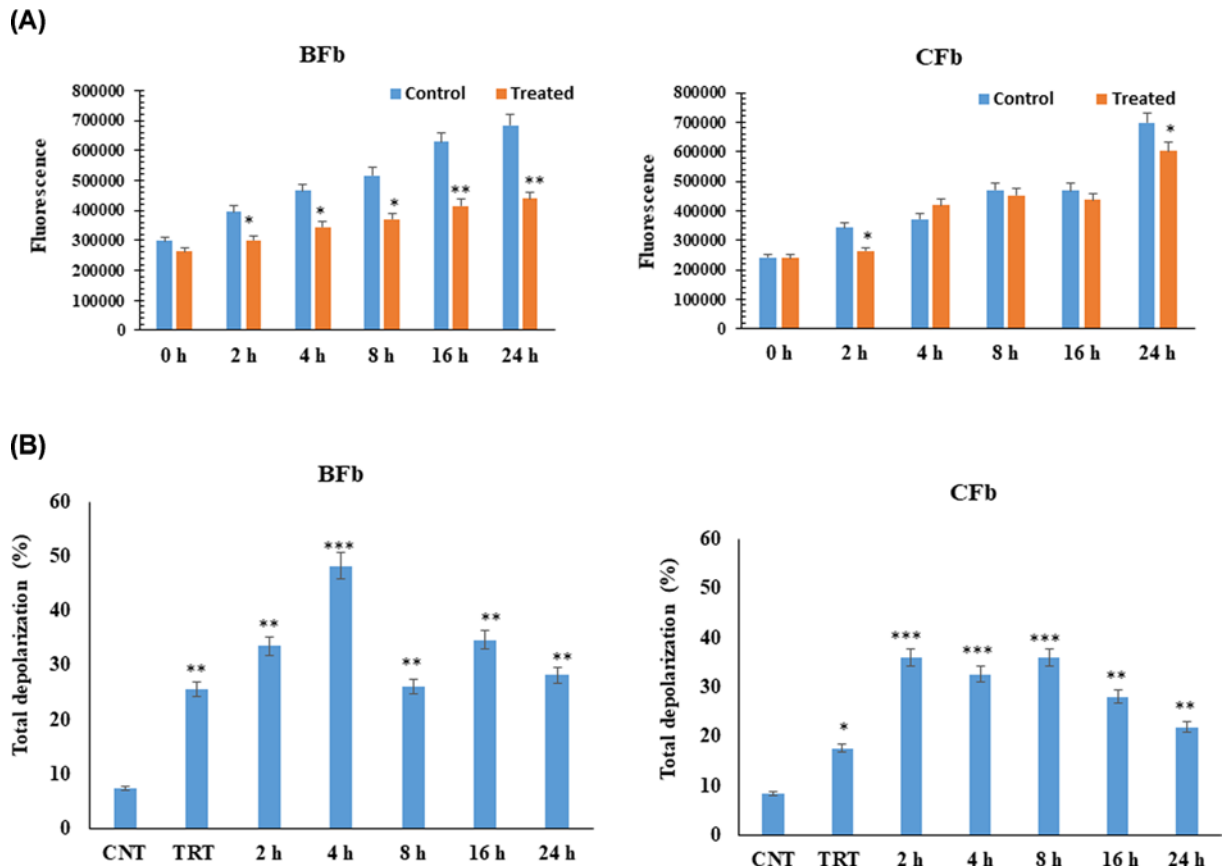 (A)
BFb
Control Treated
800000
700000
600000
500000
400000
300000
200000
100000
0
Fluorescence
* * * ** **
0 h 2 h 4 h 8 h 16 h 24 h
CFb
Control Treated
800000
700000
600000
500000
400000
300000
200000
100000
0
Fluorescence
* *
0 h 2 h 4 h 8 h 16 h 24 h
(B)
BFb
60
50
40
30
20
10
0
Total depolarization (%)
** ** *** ** ** **
CNT TRT 2 h 4 h 8 h 16 h 24 h
CFb
60
50
40
30
20
10
0
Total depolarization (%)
* *** *** *** ** **
CNT TRT 2 h 4 h 8 h 16 h 24 h